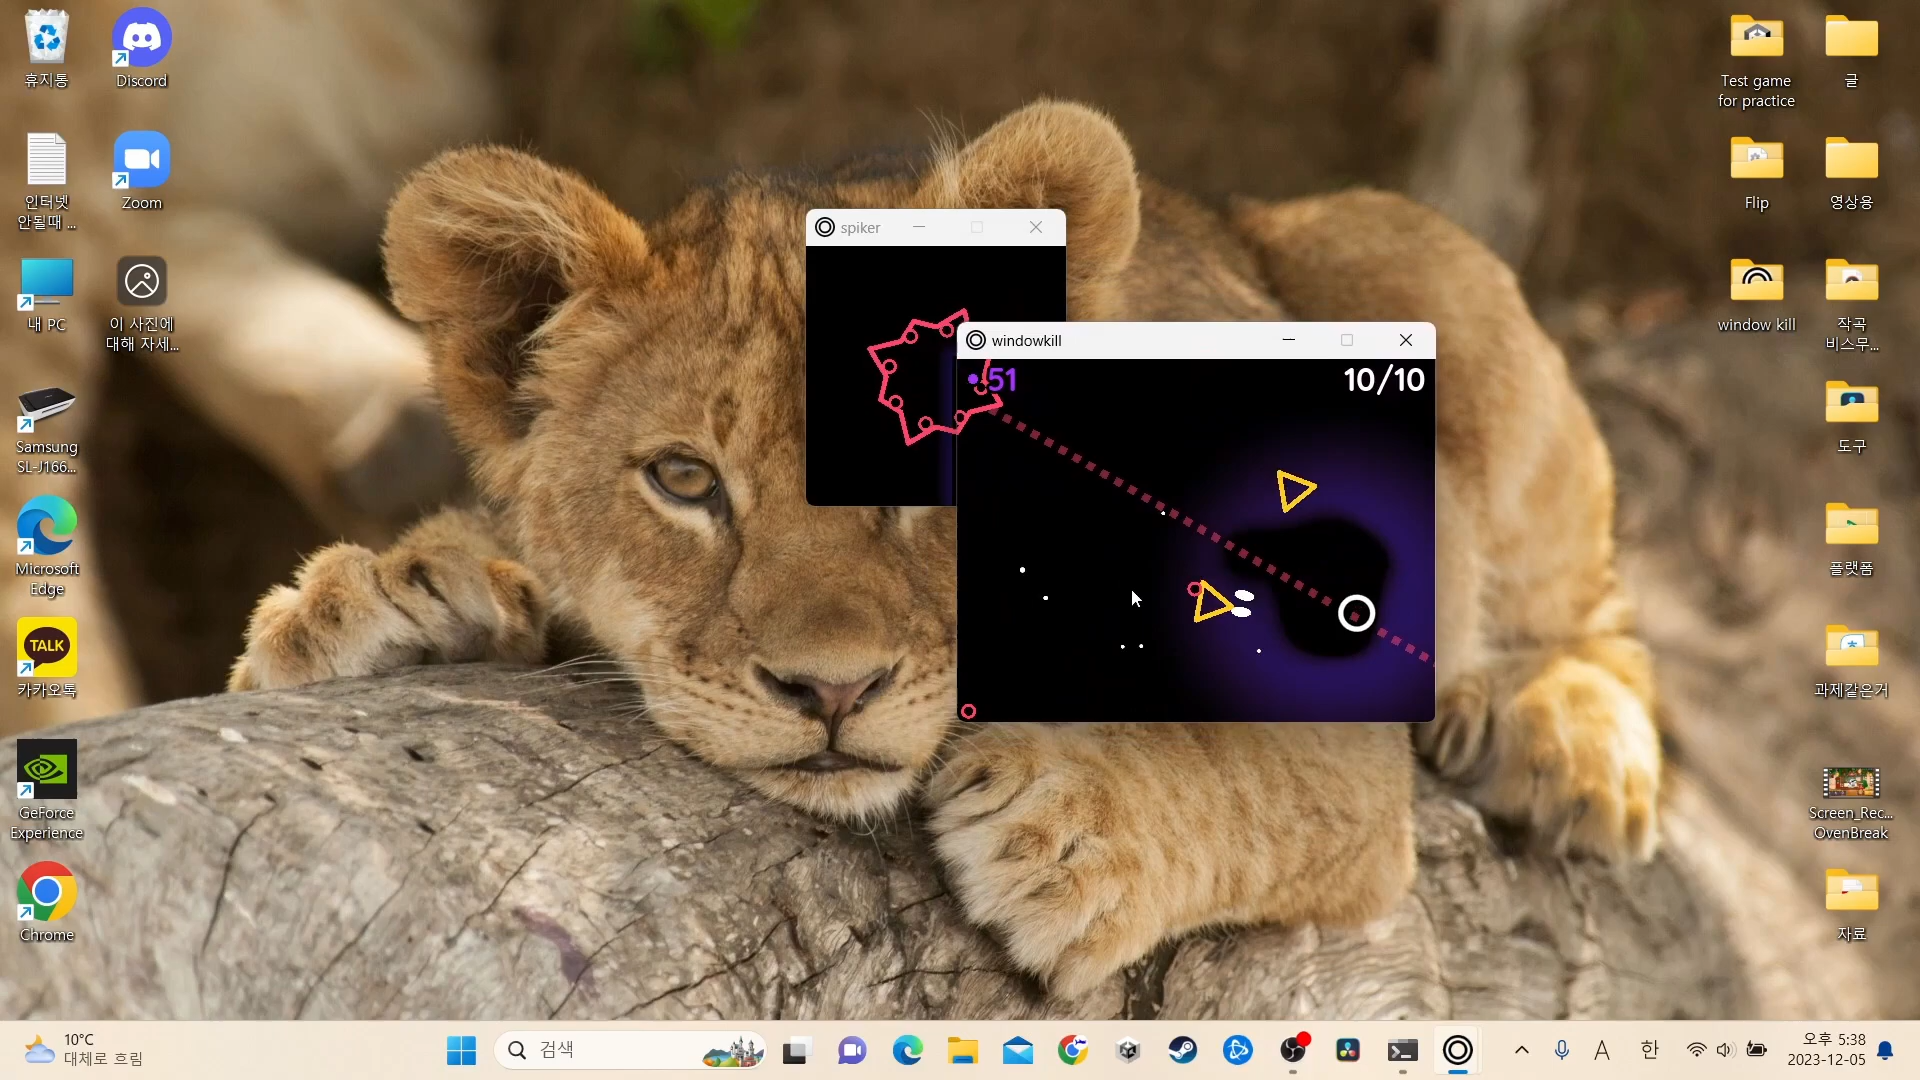 휴지통
Discord
인터넷
안될때 ...
Zoom
내 PC
이 사진에
대해 자세...
Samsung
SL-J166...
Microsoft
Edge
TALK
카카오톡
GeForce
Experience
Chrome
spiker
windowkill
51
10/10
Test game
for practice
글
Flip
영상용
window kill
작곡
비스무...
도구
플랫폼
과제같은거
Screen_Rec...
OvenBreak
자료
10°C
대체로 흐림
검색
A
한
오후 5:38
2023-12-05